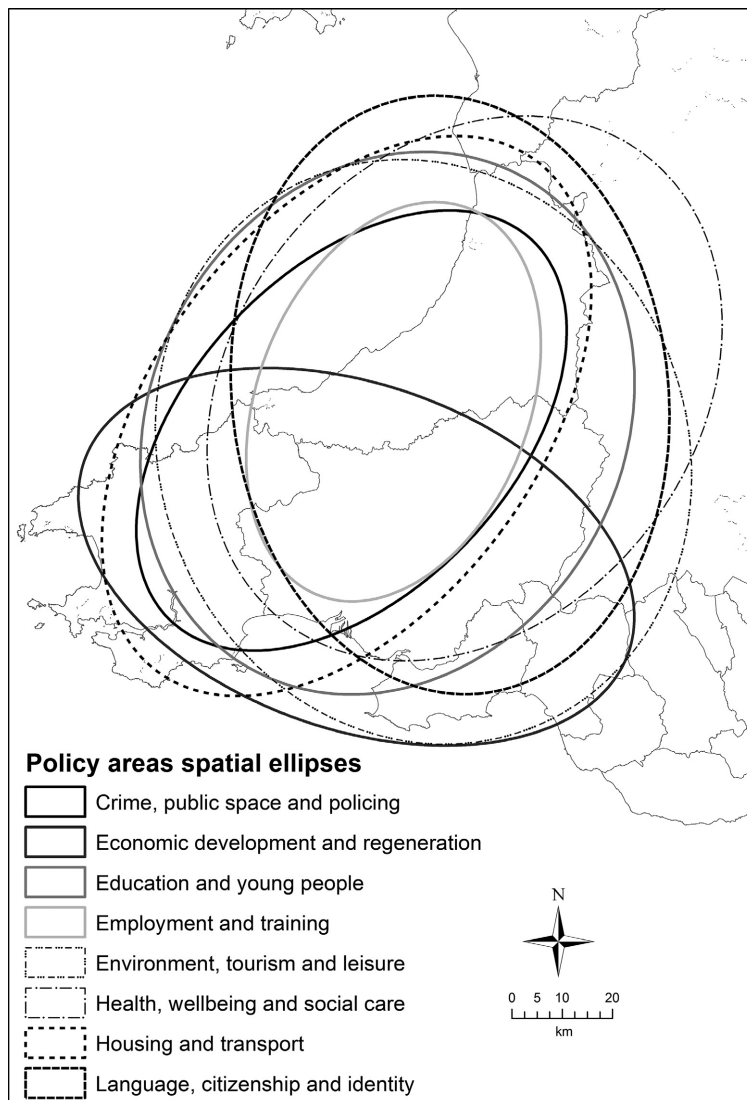 Policy areas spatial ellipses
Crime, public space and policing
Economic development and regeneration
Education and young people
Employment and training
Environment, tourism and leisure
Health, wellbeing and social care
Housing and transport
Language, citizenship and identity
N
0 5 10 20
km